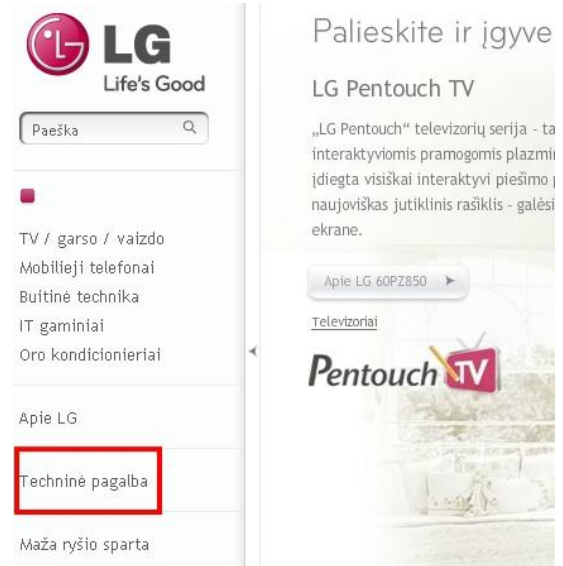 LG
Life's Good
Paeška
TV / garso / vaizdo
Mobilieji telefonai
Buitinė technika
IT gaminiai
Oro kondicionieriai
Apie LG
Techninė pagalba
Maža ryšio sparta
Palieskite ir įgyve
LG Pentouch TV
„LG Pentouch“ televizorių serija - ta
interaktyviomis pramogomis plazmi
įdiegta visiškai interaktyvi piešimo
naujoviškas jutiklinis rašiklis - galėsi
ekrane.
Apie LG 60PZ850
Televizoriai
Pentouch TV